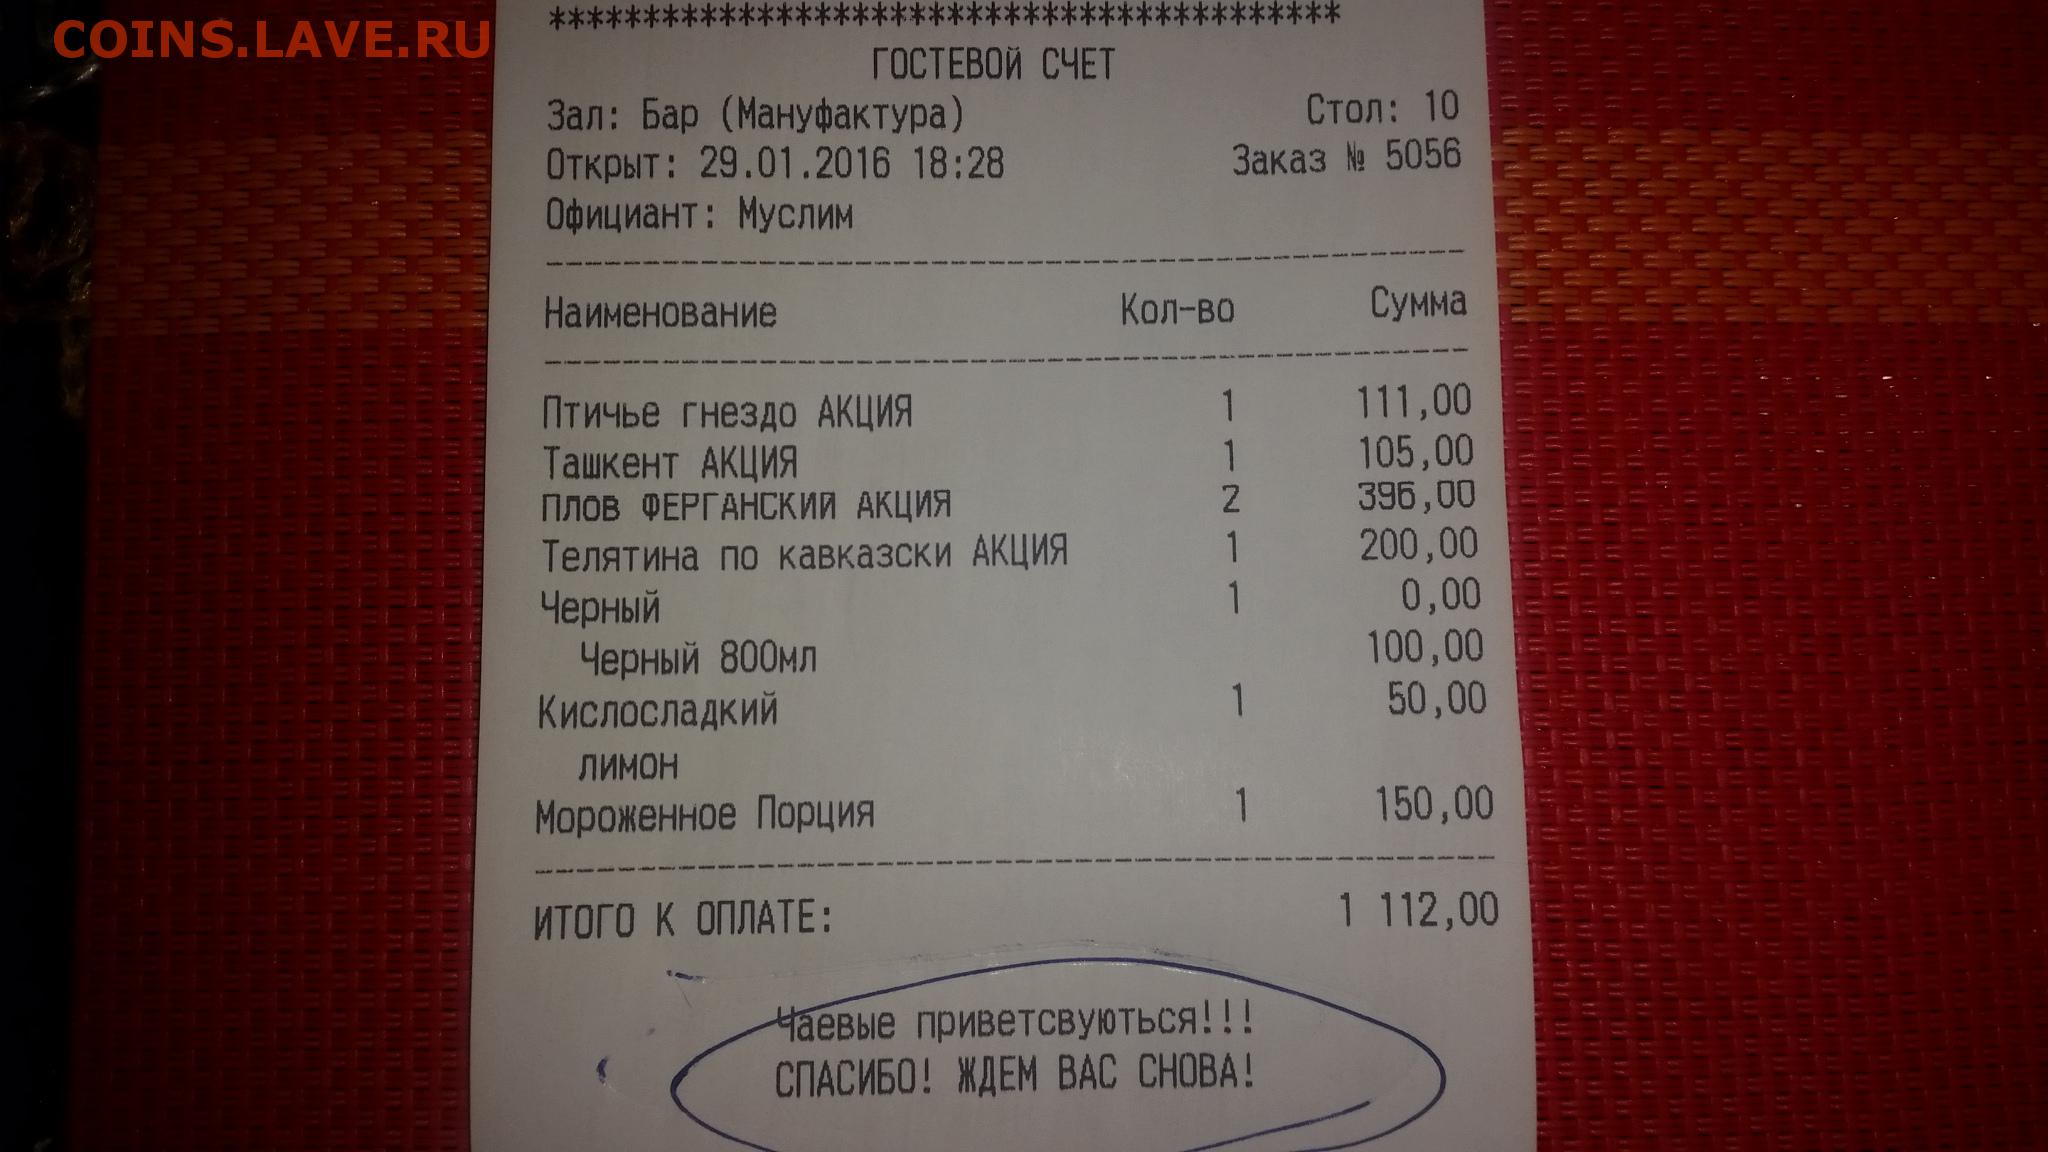 COINS.LAVE.RU
******************************************
ГОСТЕВОЙ СЧЕТ
Зал: Бар (Мануфактура) Стол: 10
Открыт: 29.01.2016 18:28 Заказ № 5056
Официант: Муслим
Наименование Кол-во Сумма
Птичье гнездо АКЦИЯ 1 111,00
Ташкент АКЦИЯ 1 105,00
ПЛОВ ФЕРГАНСКИЙ АКЦИЯ 2 396,00
Телятина по кавказски АКЦИЯ 1 200,00
Черный 1 0,00
Черный 800мл 100,00
Кислосладкий 1 50,00
лимон
Мороженное Порция 1 150,00
ИТОГО К ОПЛАТЕ: 1 112,00
Чаевые приветсвуються!!!
СПАСИБО! ЖДЕМ ВАС СНОВА!